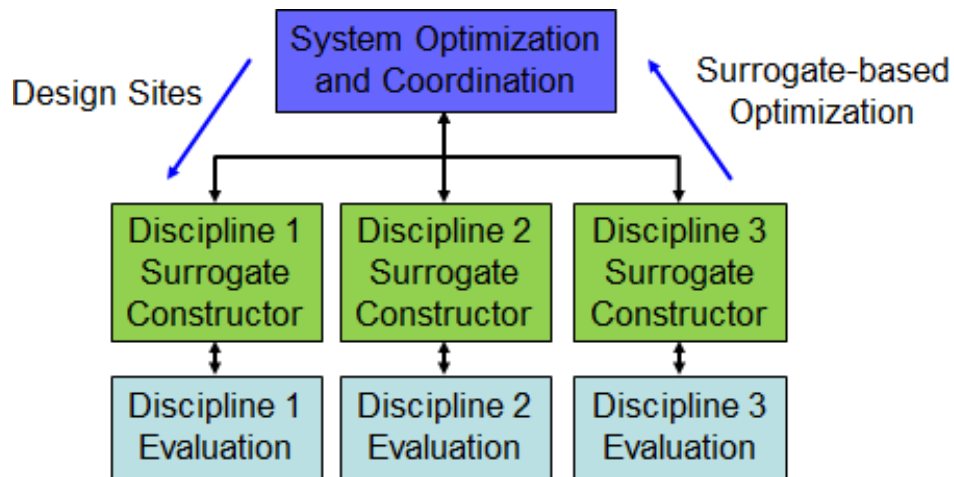 System Optimization
and Coordination
Design Sites
Surrogate-based
Optimization
Discipline 1
Surrogate
Constructor
Discipline 2
Surrogate
Constructor
Discipline 3
Surrogate
Constructor
Discipline 1
Evaluation
Discipline 2
Evaluation
Discipline 3
Evaluation